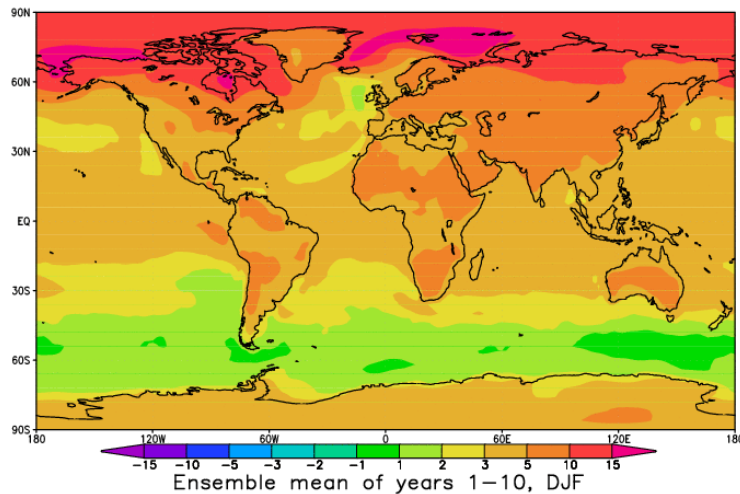 90N
60N
30N
EQ
30S
60S
90S
180 120W 60W 0 60E 120E 180
-15 -10 -5 -3 -2 -1 1 2 3 5 10 15
Ensemble mean of years 1-10, DJF